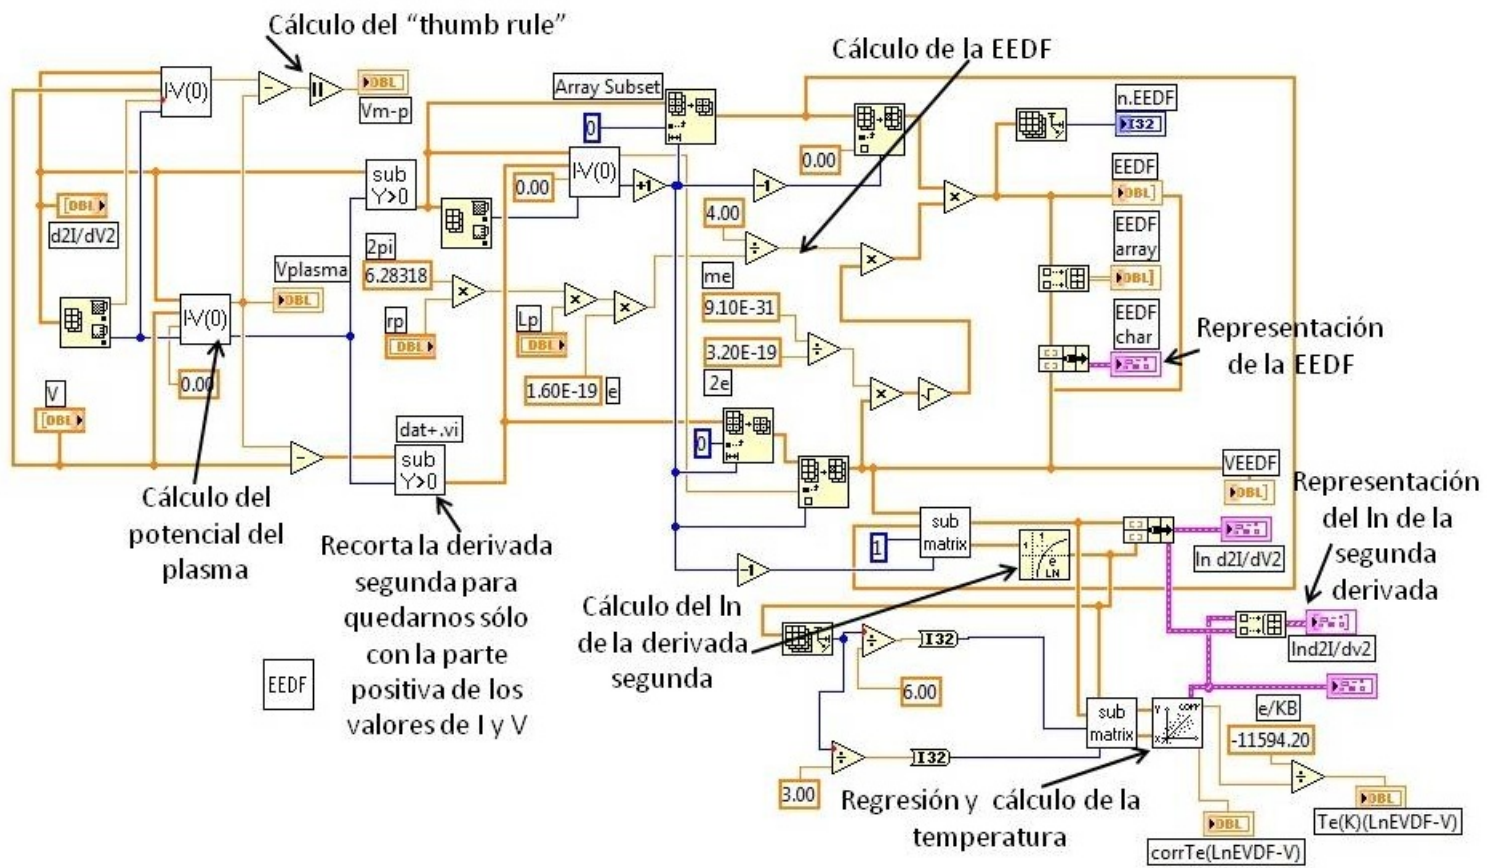 Cálculo del “thumb rule”
Cálculo de la EEDF
I-V(0)
DBL
Vm-p
Array Subset
0
n.EEDF
I32
I-V(0)
0.00
+1
-1
0.00
sub
Y>0
EEDF
DBL
DBL
d2I/dV2
4.00
EEDF
array
DBL
2pi
6.28318
Vplasma
DBL
I-V(0)
0.00
rp
DBL
Lp
DBL
1.60E-19
e
me
9.10E-31
3.20E-19
2e
EEDF
char
Representación
de la EEDF
V
DBL
dat+.vi
sub
Y>0
0
VEEDF
DBL
Cálculo del
potencial del
plasma
Recorta la derivada
segunda para
quedarnos sólo
con la parte
positiva de los
valores de I y V
EEDF
sub
matrix
1
-1
LN
ln d2I/dV2
Representación
del ln de la
segunda
derivada
lnd2I/dv2
Cálculo del ln
de la derivada
segunda
I32
6.00
I32
3.00
sub
matrix
Y
CORR
X
e/KB
-11594.20
Regresión y cálculo de la
temperatura
DBL
Te(K)(LnEVDF-V)
DBL
corrTe(LnEVDF-V)